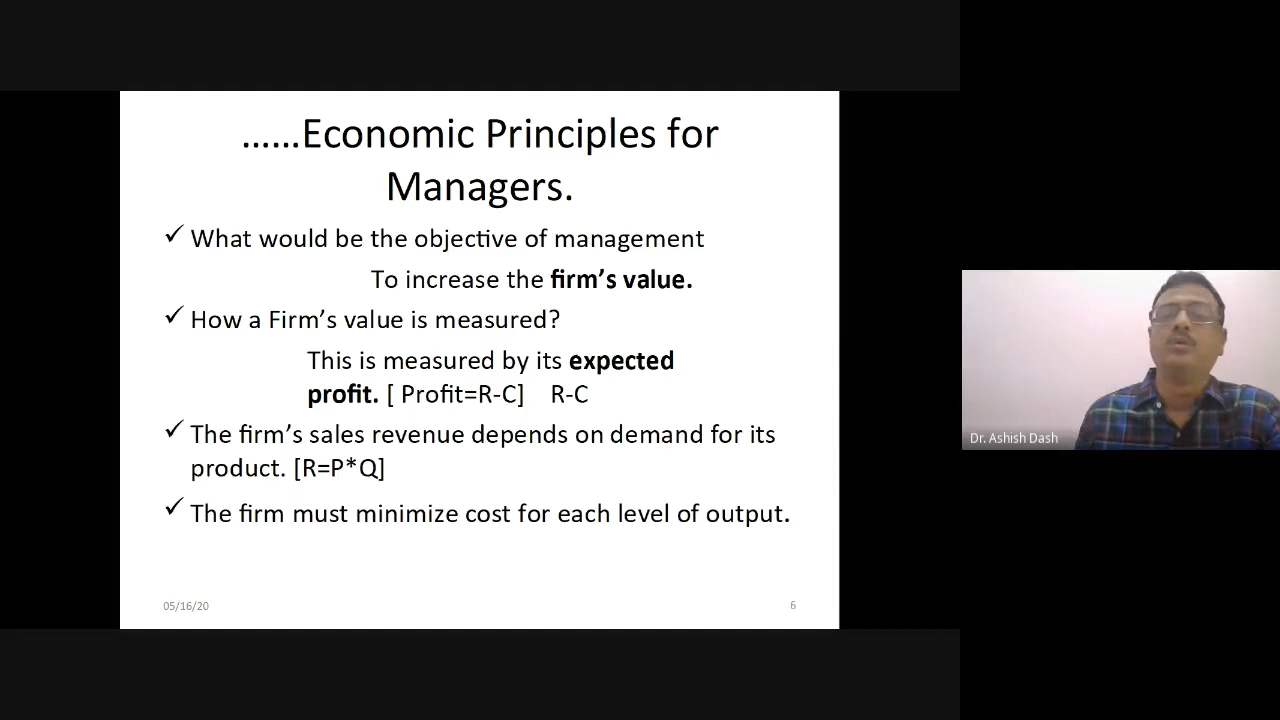 ......Economic Principles for
Managers.
✓ What would be the objective of management
To increase the firm's value.
✓ How a Firm's value is measured?
This is measured by its expected
profit. [ Profit=R-C] R-C
✓ The firm's sales revenue depends on demand for its
product. [R=P*Q]
✓ The firm must minimize cost for each level of output.
05/16/20
6
Dr. Ashish Dash